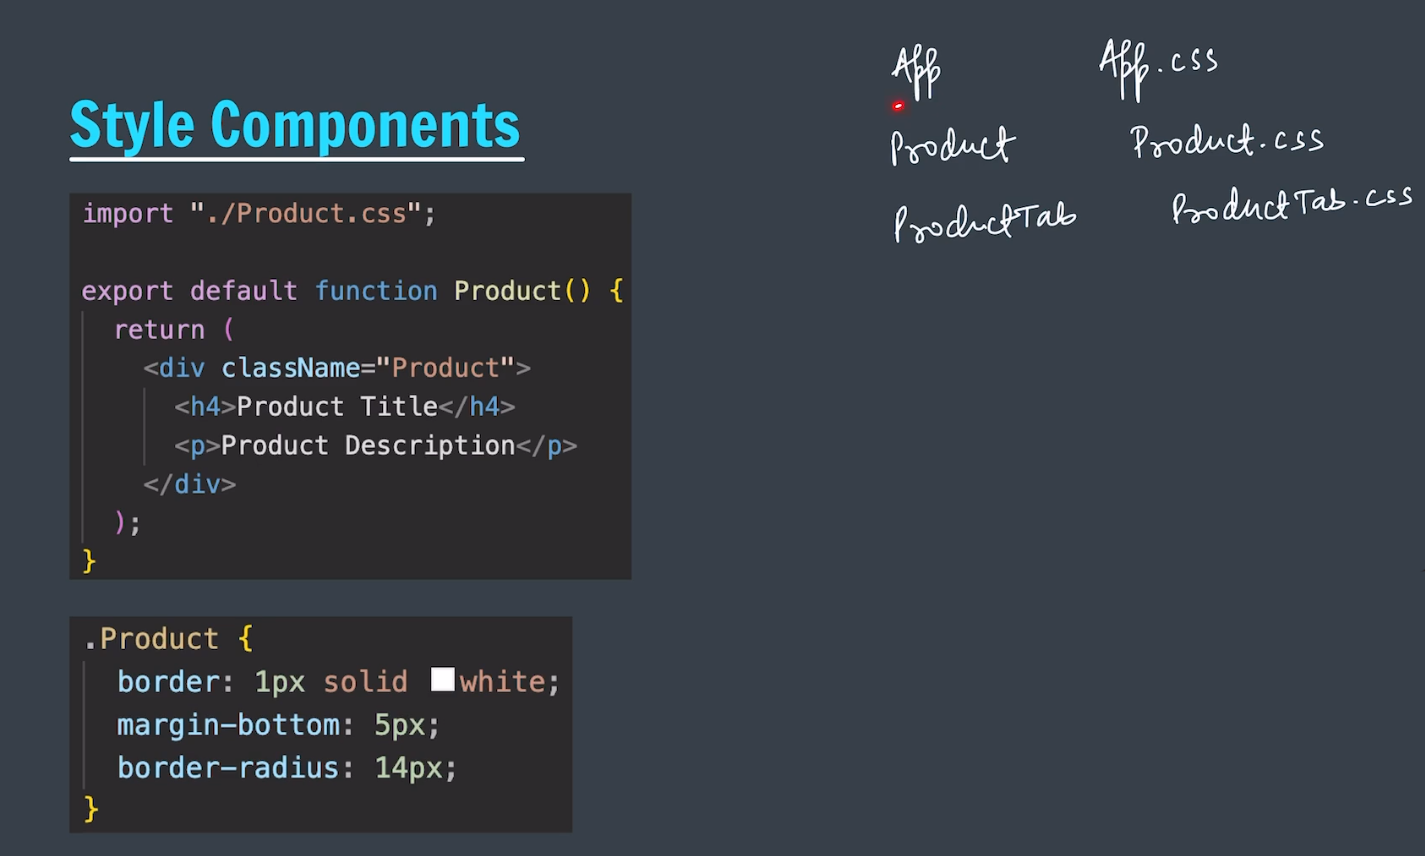 Style Components
import "./Product.css";
export default function Product() {
return (
<div className="Product">
<h4>Product Title</h4>
<p>Product Description</p>
</div>
);
}
.Product {
border: 1px solid white;
margin-bottom: 5px;
border-radius: 14px;
}
App App.css
Product Product.css
ProductTab ProductTab.css